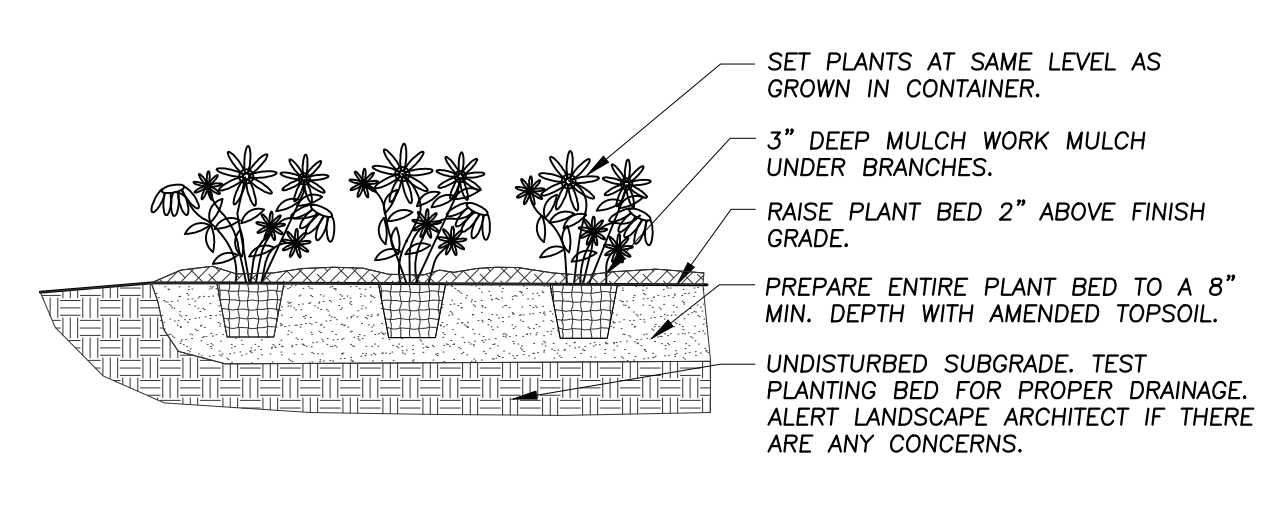 SET PLANTS AT SAME LEVEL AS
GROWN IN CONTAINER.
3” DEEP MULCH WORK MULCH
UNDER BRANCHES.
RAISE PLANT BED 2” ABOVE FINISH
GRADE.
PREPARE ENTIRE PLANT BED TO A 8”
MIN. DEPTH WITH AMENDED TOPSOIL.
UNDISTURBED SUBGRADE. TEST
PLANTING BED FOR PROPER DRAINAGE.
ALERT LANDSCAPE ARCHITECT IF THERE
ARE ANY CONCERNS.